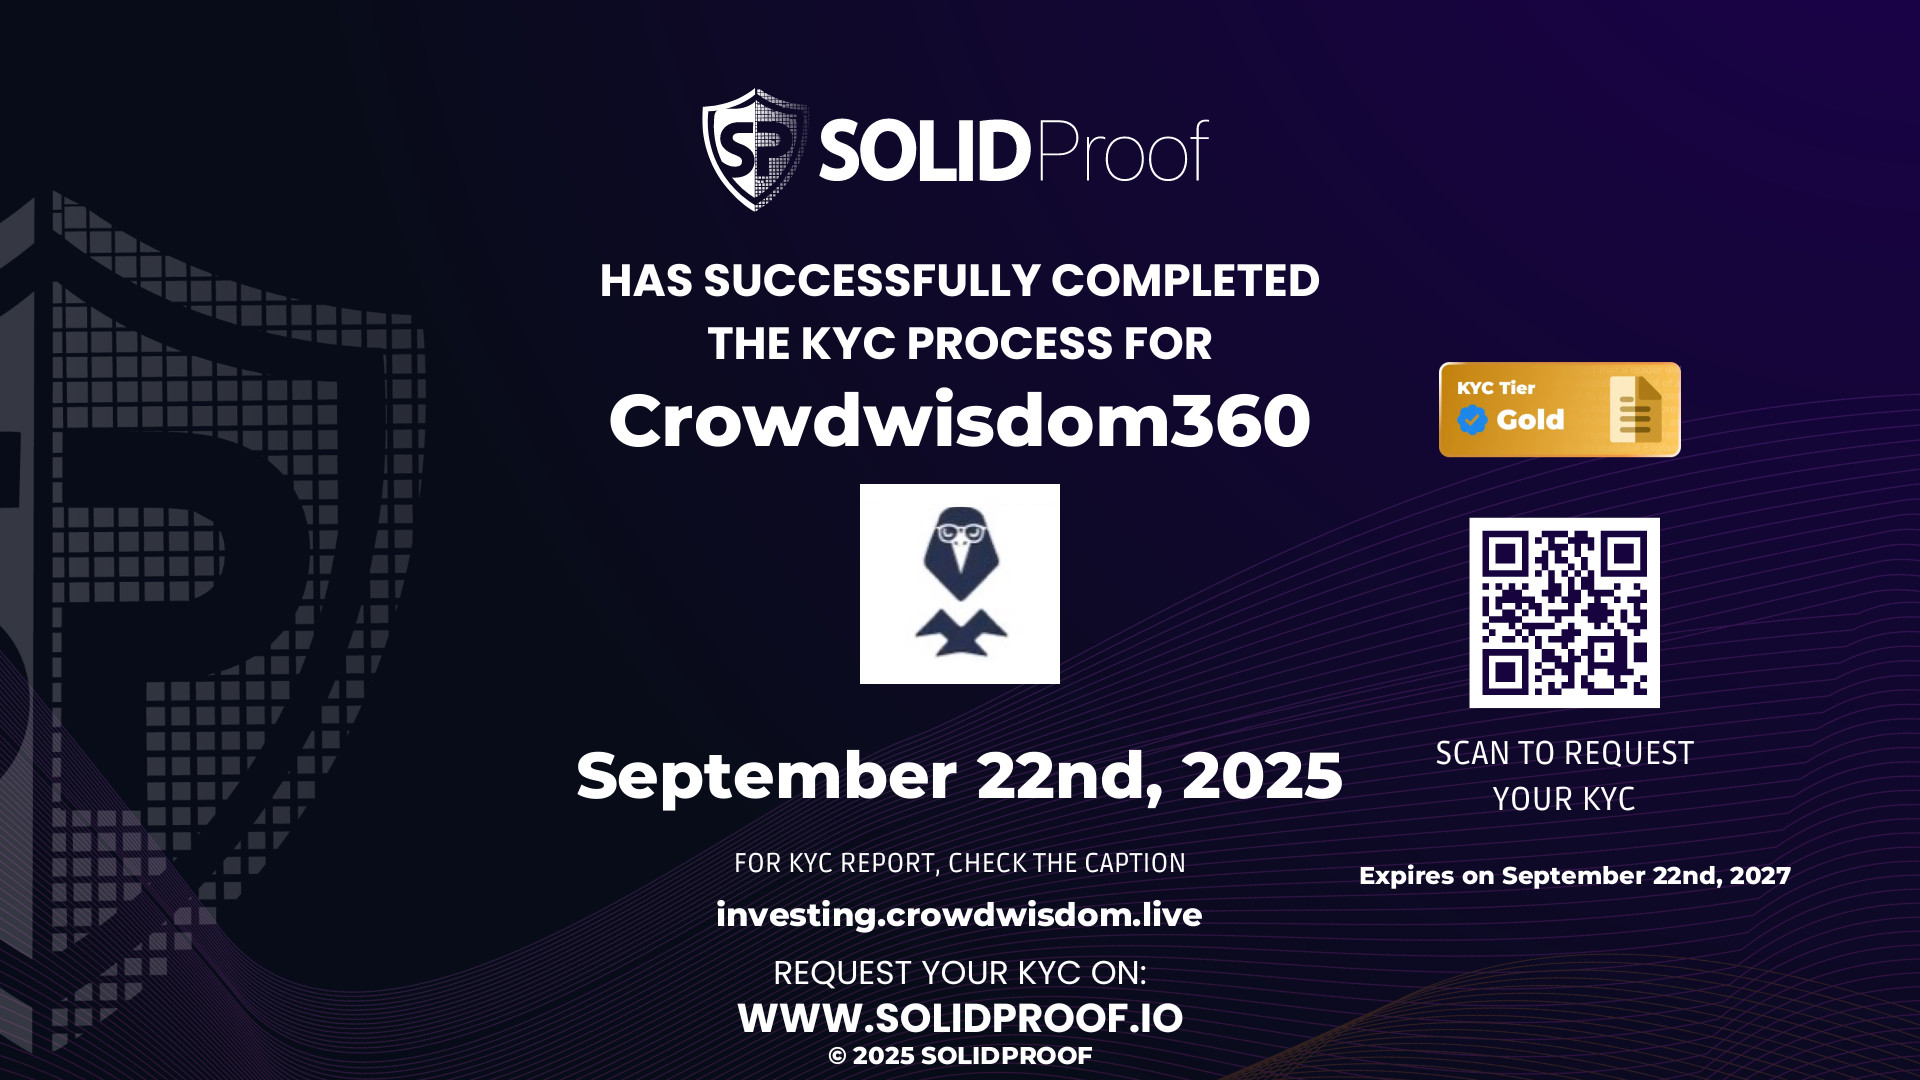 SP SOLIDProof
HAS SUCCESSFULLY COMPLETED
THE KYC PROCESS FOR
Crowdwisdom360
KYC Tier
Gold
September 22nd, 2025
SCAN TO REQUEST
YOUR KYC
FOR KYC REPORT, CHECK THE CAPTION
Expires on September 22nd, 2027
investing.crowdwisdom.live
REQUEST YOUR KYC ON:
WWW.SOLIDPROOF.IO
© 2025 SOLIDPROOF